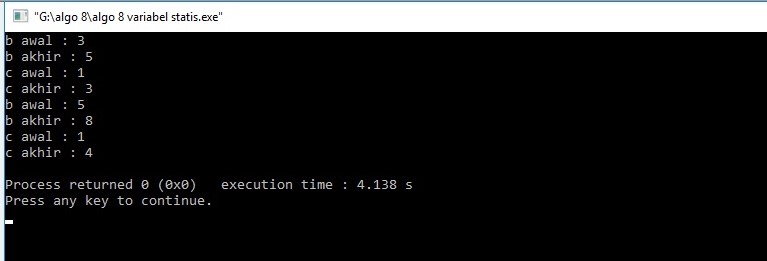 "G:\algo 8\algo 8 variabel statis.exe"
b awal : 3
b akhir : 5
c awal : 1
c akhir : 3
b awal : 5
b akhir : 8
c awal : 1
c akhir : 4
Process returned 0 (0x0)   execution time : 4.138 s
Press any key to continue.